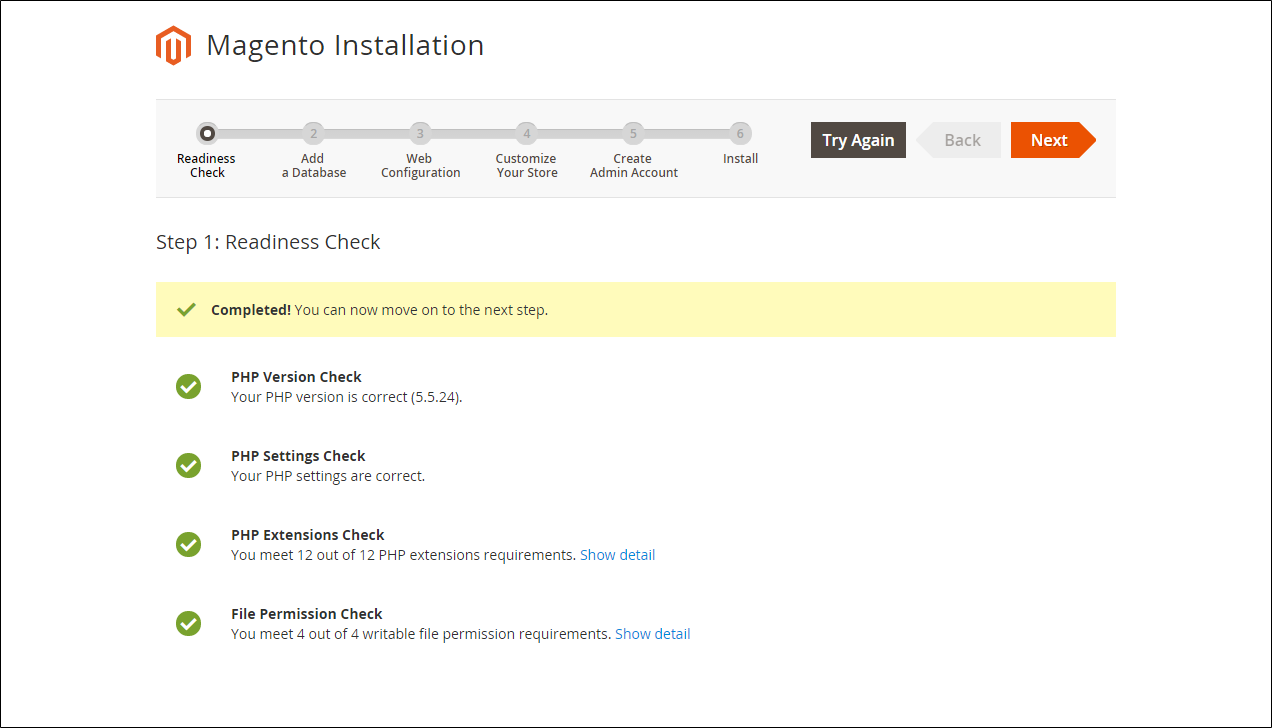 Magento Installation
2
3
4
5
6
Readiness
Check
Add
a Database
Web
Configuration
Customize
Your Store
Create
Admin Account
Install
Try Again
Back
Next
Step 1: Readiness Check
Completed! You can now move on to the next step.
PHP Version Check
Your PHP version is correct (5.5.24).
PHP Settings Check
Your PHP settings are correct.
PHP Extensions Check
You meet 12 out of 12 PHP extensions requirements. Show detail
File Permission Check
You meet 4 out of 4 writable file permission requirements. Show detail